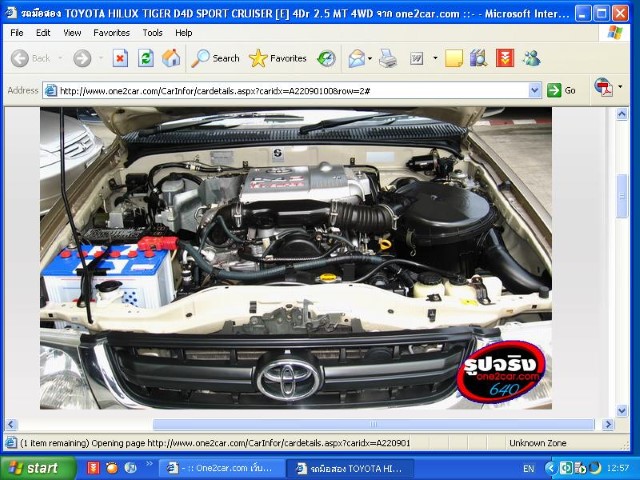 รถมือสอง TOYOTA HILUX TIGER D4D SPORT CRUISER [E] 4Dr 2.5 MT 4WD จาก one2car.com ::- - Microsoft Inter...
File Edit View Favorites Tools Help
Back Search Favorites
Address http://www.one2car.com/CarInfor/cardetails.aspx?caridx=A22090100&row=2# Go
D-4D
รูปจริง
one2car.com
640
(1 item remaining) Opening page http://www.one2car.com/CarInfor/cardetails.aspx?caridx=A220901 Unknown Zone
start - :: One2car.com เว็บ... รถมือสอง TOYOTA HI... EN 12:57